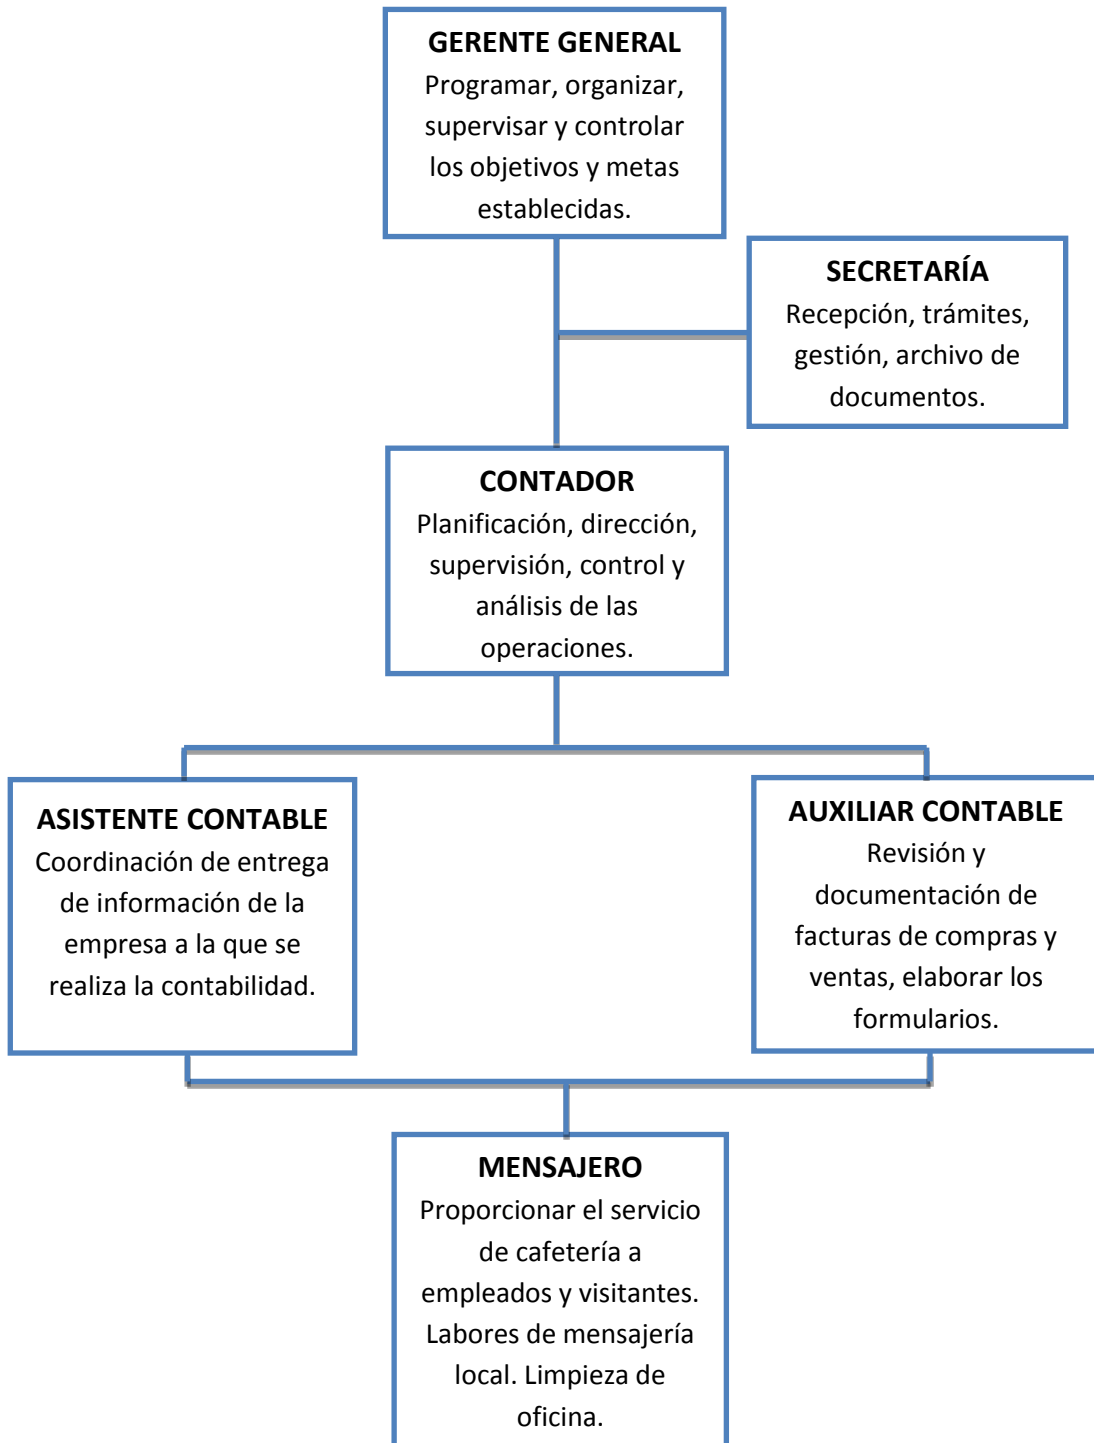 GERENTE GENERAL
Programar, organizar,
supervisar y controlar
los objetivos y metas
establecidas.
SECRETARÍA
Recepción, trámites,
gestión, archivo de
documentos.
CONTADOR
Planificación, dirección,
supervisión, control y
análisis de las
operaciones.
ASISTENTE CONTABLE
Coordinación de entrega
de información de la
empresa a la que se
realiza la contabilidad.
AUXILIAR CONTABLE
Revisión y
documentación de
facturas de compras y
ventas, elaborar los
formularios.
MENSAJERO
Proporcionar el servicio
de cafetería a
empleados y visitantes.
Labores de mensajería
local. Limpieza de
oficina.